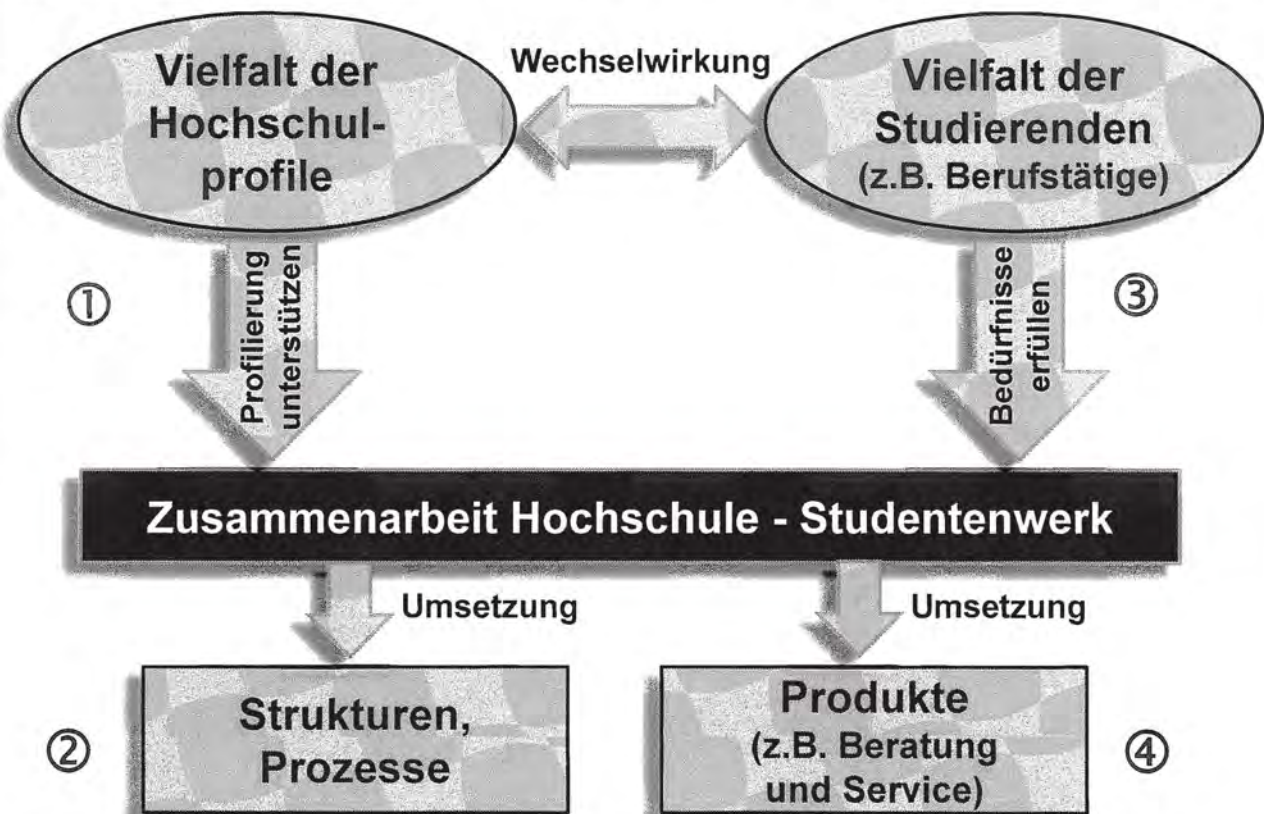 Vielfalt der
Hochschul-
profile
Wechselwirkung
Vielfalt der
Studierenden
(z.B. Berufstätige)
①
Profilierung
unterstützen
Bedürfnisse
erfüllen
③
Zusammenarbeit Hochschule - Studentenwerk
Umsetzung
Umsetzung
②
Strukturen,
Prozesse
Produkte
(z.B. Beratung
und Service)
④